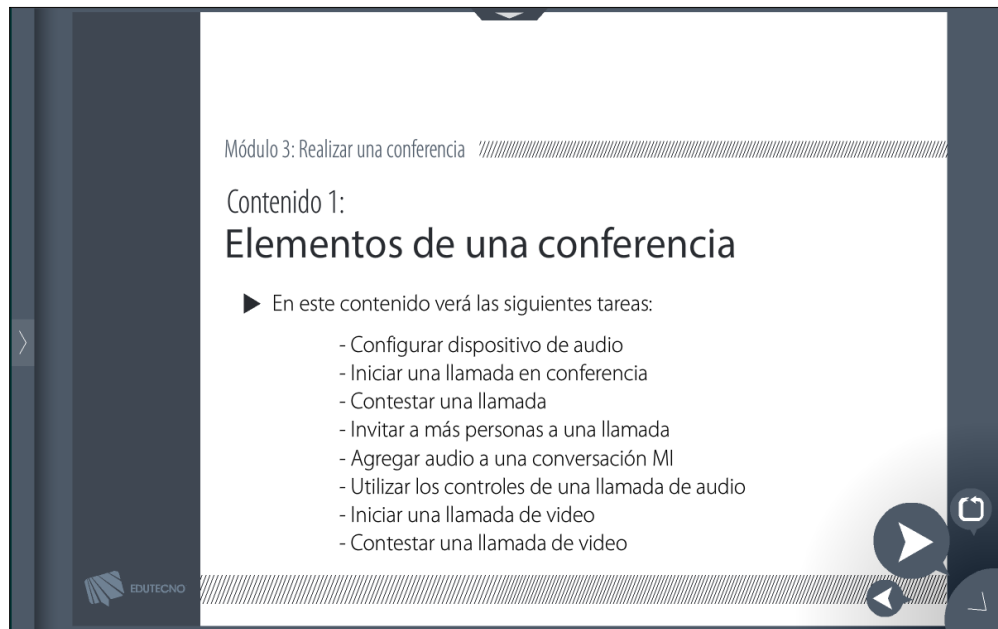 Módulo 3: Realizar una conferencia
Contenido 1:
Elementos de una conferencia
En este contenido verá las siguientes tareas:
- Configurar dispositivo de audio
- Iniciar una llamada en conferencia
- Contestar una llamada
- Invitar a más personas a una llamada
- Agregar audio a una conversación MI
- Utilizar los controles de una llamada de audio
- Iniciar una llamada de video
- Contestar una llamada de video
EDUTECNO